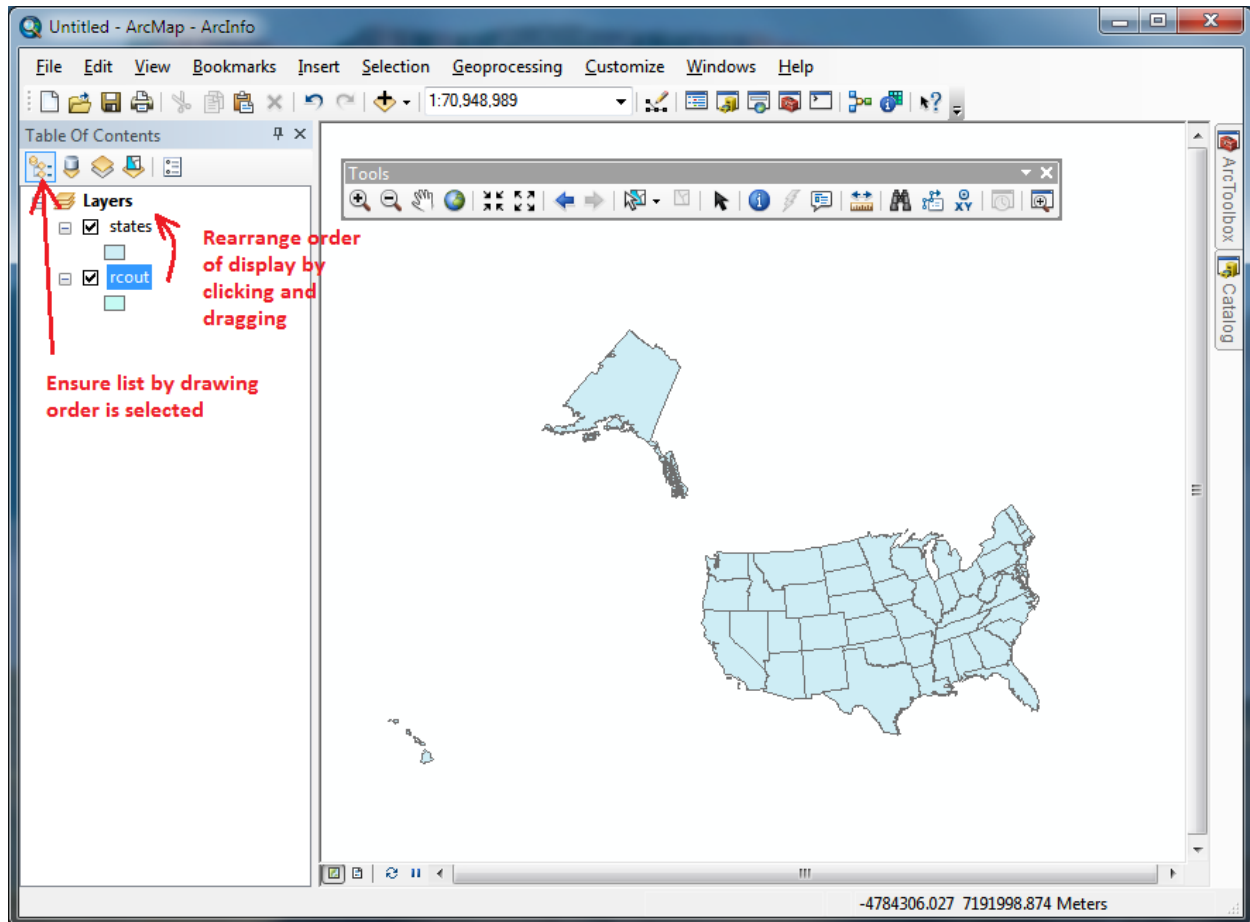 Untitled - ArcMap - ArcInfo
File Edit View Bookmarks Insert Selection Geoprocessing Customize Windows Help
1:70,948,989
Table Of Contents
Tools
Layers
states
rcout
Rearrange order
of display by
clicking and
dragging
Ensure list by drawing
order is selected
XY
ArcToolbox
Catalog
-4784306.027 7191998.874 Meters